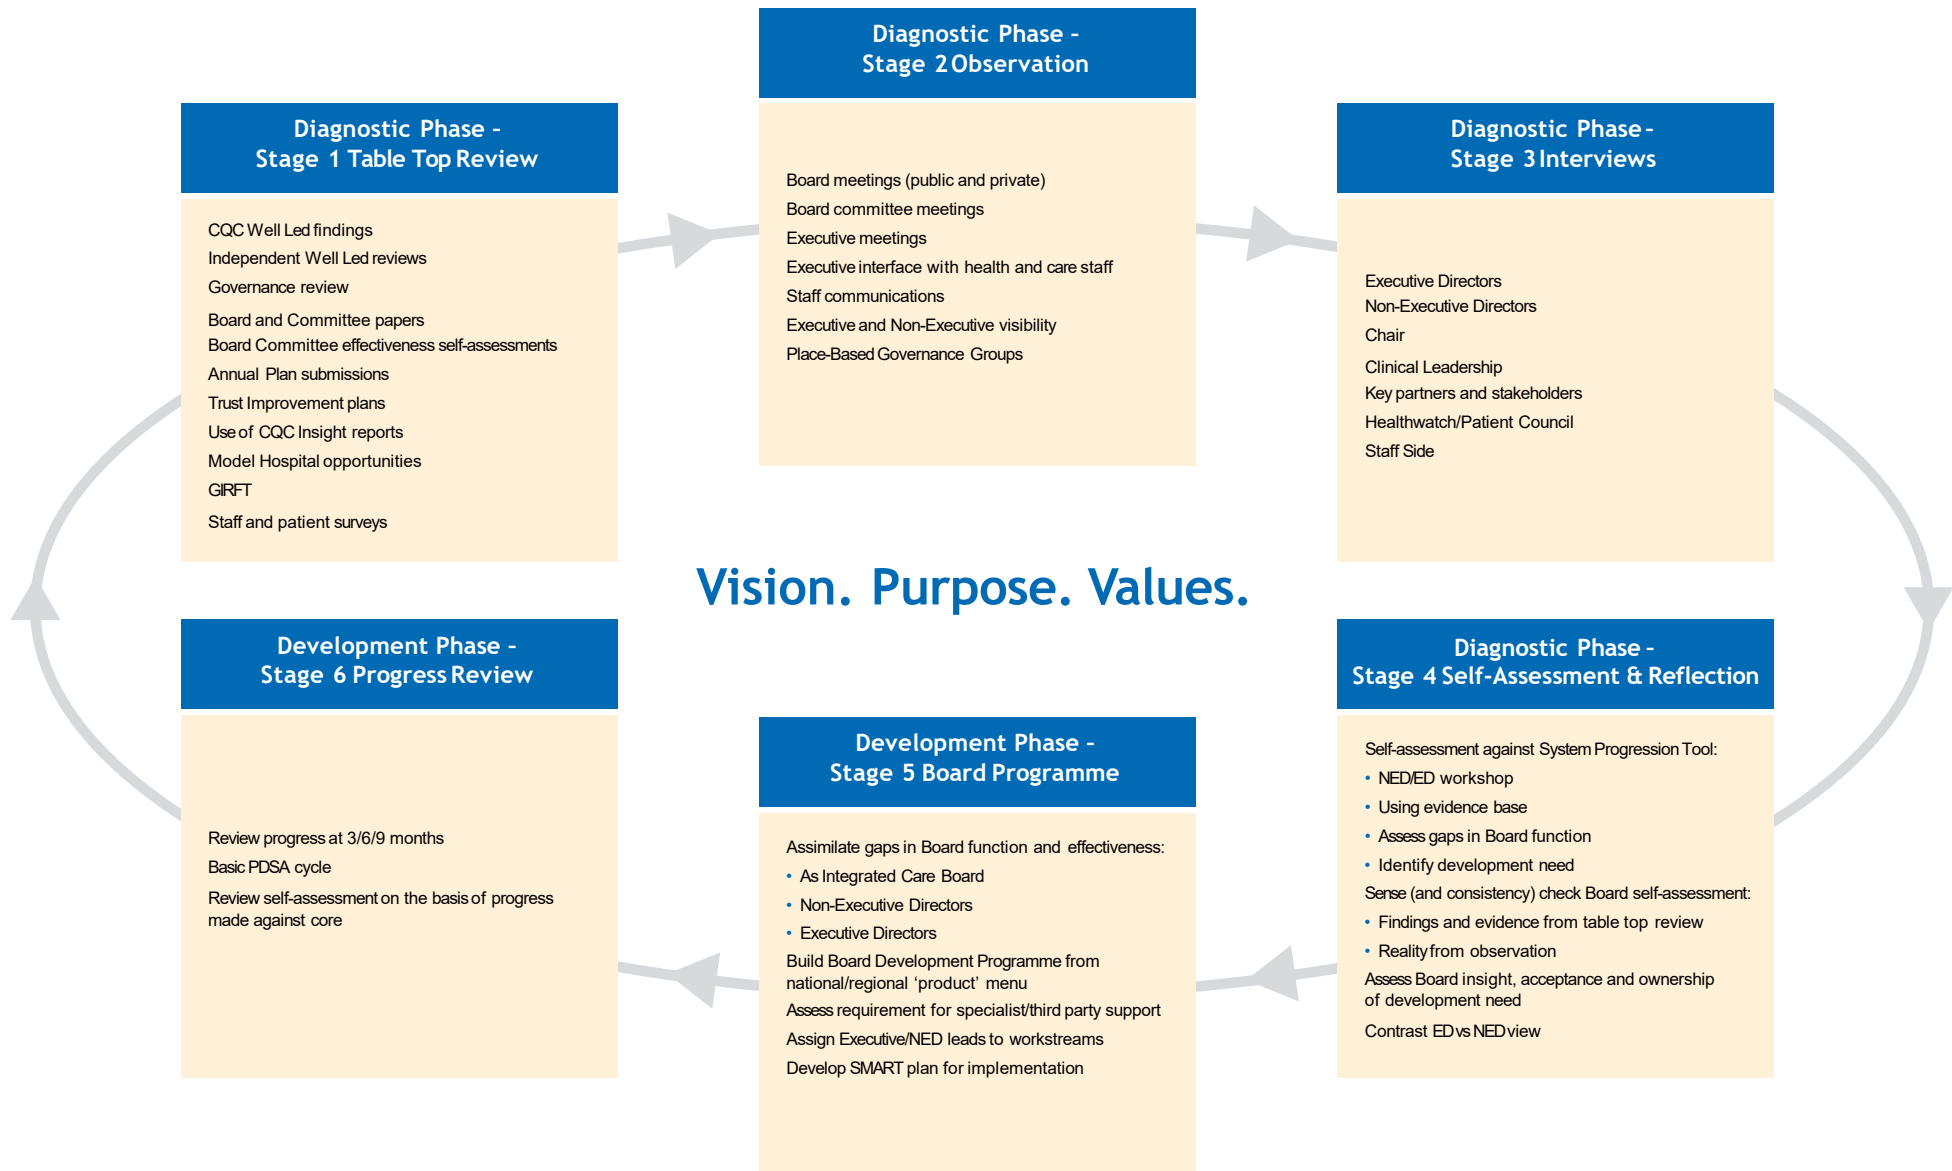 Diagnostic Phase –
Stage 1 Table Top Review
CQC Well Led findings
Independent Well Led reviews
Governance review
Board and Committee papers
Board Committee effectiveness self-assessments
Annual Plan submissions
Trust Improvement plans
Use of CQC Insight reports
Model Hospital opportunities
GIRFT
Staff and patient surveys
Diagnostic Phase –
Stage 2 Observation
Board meetings (public and private)
Board committee meetings
Executive meetings
Executive interface with health and care staff
Staff communications
Executive and Non-Executive visibility
Place-Based Governance Groups
Diagnostic Phase –
Stage 3 Interviews
Executive Directors
Non-Executive Directors
Chair
Clinical Leadership
Key partners and stakeholders
Healthwatch/Patient Council
Staff Side
Vision. Purpose. Values.
Diagnostic Phase –
Stage 4 Self-Assessment & Reflection
Self-assessment against System Progression Tool:
• NED/ED workshop
• Using evidence base
• Assess gaps in Board function
• Identify development need
Sense (and consistency) check Board self-assessment:
• Findings and evidence from table top review
• Reality from observation
Assess Board insight, acceptance and ownership
of development need
Contrast ED vs NED view
Development Phase –
Stage 5 Board Programme
Assimilate gaps in Board function and effectiveness:
• As Integrated Care Board
• Non-Executive Directors
• Executive Directors
Build Board Development Programme from
national/regional ‘product’ menu
Assess requirement for specialist/third party support
Assign Executive/NED leads to workstreams
Develop SMART plan for implementation
Development Phase –
Stage 6 Progress Review
Review progress at 3/6/9 months
Basic PDSA cycle
Review self-assessment on the basis of progress
made against core